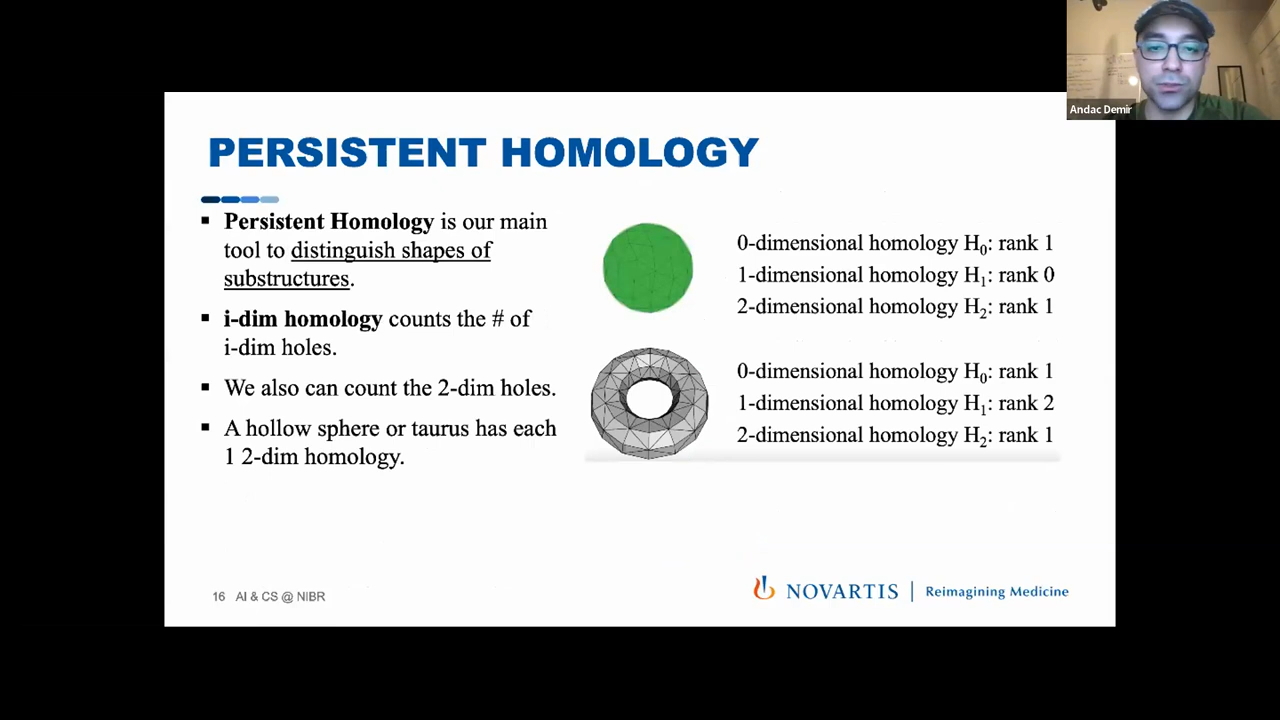 Andac Demir
PERSISTENT HOMOLOGY
▪ Persistent Homology is our main
tool to distinguish shapes of
substructures.
▪ i-dim homology counts the # of
i-dim holes.
▪ We also can count the 2-dim holes.
▪ A hollow sphere or taurus has each
1 2-dim homology.
0-dimensional homology H₀: rank 1
1-dimensional homology H₁: rank 0
2-dimensional homology H₂: rank 1
0-dimensional homology H₀: rank 1
1-dimensional homology H₁: rank 2
2-dimensional homology H₂: rank 1
16 AI & CS @ NIBR
NOVARTIS | Reimagining Medicine